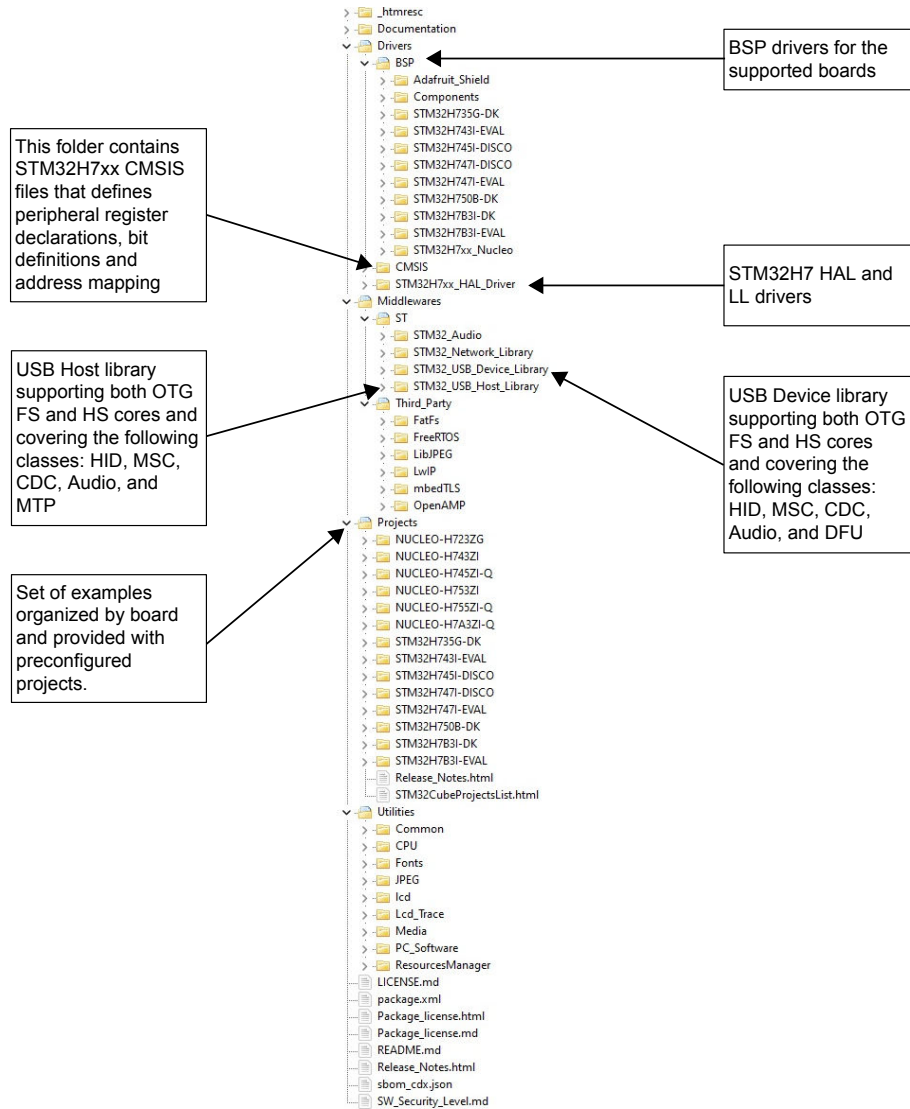 _htmresc
Documentation
Drivers
BSP
Adafruit_Shield
Components
STM32H735G-DK
STM32H743I-EVAL
STM32H745I-DISCO
STM32H747I-DISCO
STM32H747I-EVAL
STM32H750B-DK
STM32H7B3I-DK
STM32H7B3I-EVAL
STM32H7xx_Nucleo
CMSIS
STM32H7xx_HAL_Driver
Middlewares
ST
STM32_Audio
STM32_Network_Library
STM32_USB_Device_Library
STM32_USB_Host_Library
Third_Party
FatFs
FreeRTOS
LibJPEG
LwIP
mbedTLS
OpenAMP
Projects
NUCLEO-H723ZG
NUCLEO-H743ZI
NUCLEO-H745ZI-Q
NUCLEO-H753ZI
NUCLEO-H755ZI-Q
NUCLEO-H7A3ZI-Q
STM32H735G-DK
STM32H743I-EVAL
STM32H745I-DISCO
STM32H747I-DISCO
STM32H747I-EVAL
STM32H750B-DK
STM32H7B3I-DK
STM32H7B3I-EVAL
Release_Notes.html
STM32CubeProjectsList.html
Utilities
Common
CPU
Fonts
JPEG
lcd
Lcd_Trace
Media
PC_Software
ResourcesManager
LICENSE.md
package.xml
Package_license.html
Package_license.md
README.md
Release_Notes.html
sbom_cdx.json
SW_Security_Level.md
This folder contains
STM32H7xx CMSIS
files that defines
peripheral register
declarations, bit
definitions and
address mapping
USB Host library
supporting both OTG
FS and HS cores and
covering the following
classes: HID, MSC,
CDC, Audio, and
MTP
Set of examples
organized by board
and provided with
preconfigured
projects.
BSP drivers for the
supported boards
STM32H7 HAL and
LL drivers
USB Device library
supporting both OTG
FS and HS cores
and covering the
following classes:
HID, MSC, CDC,
Audio, and DFU